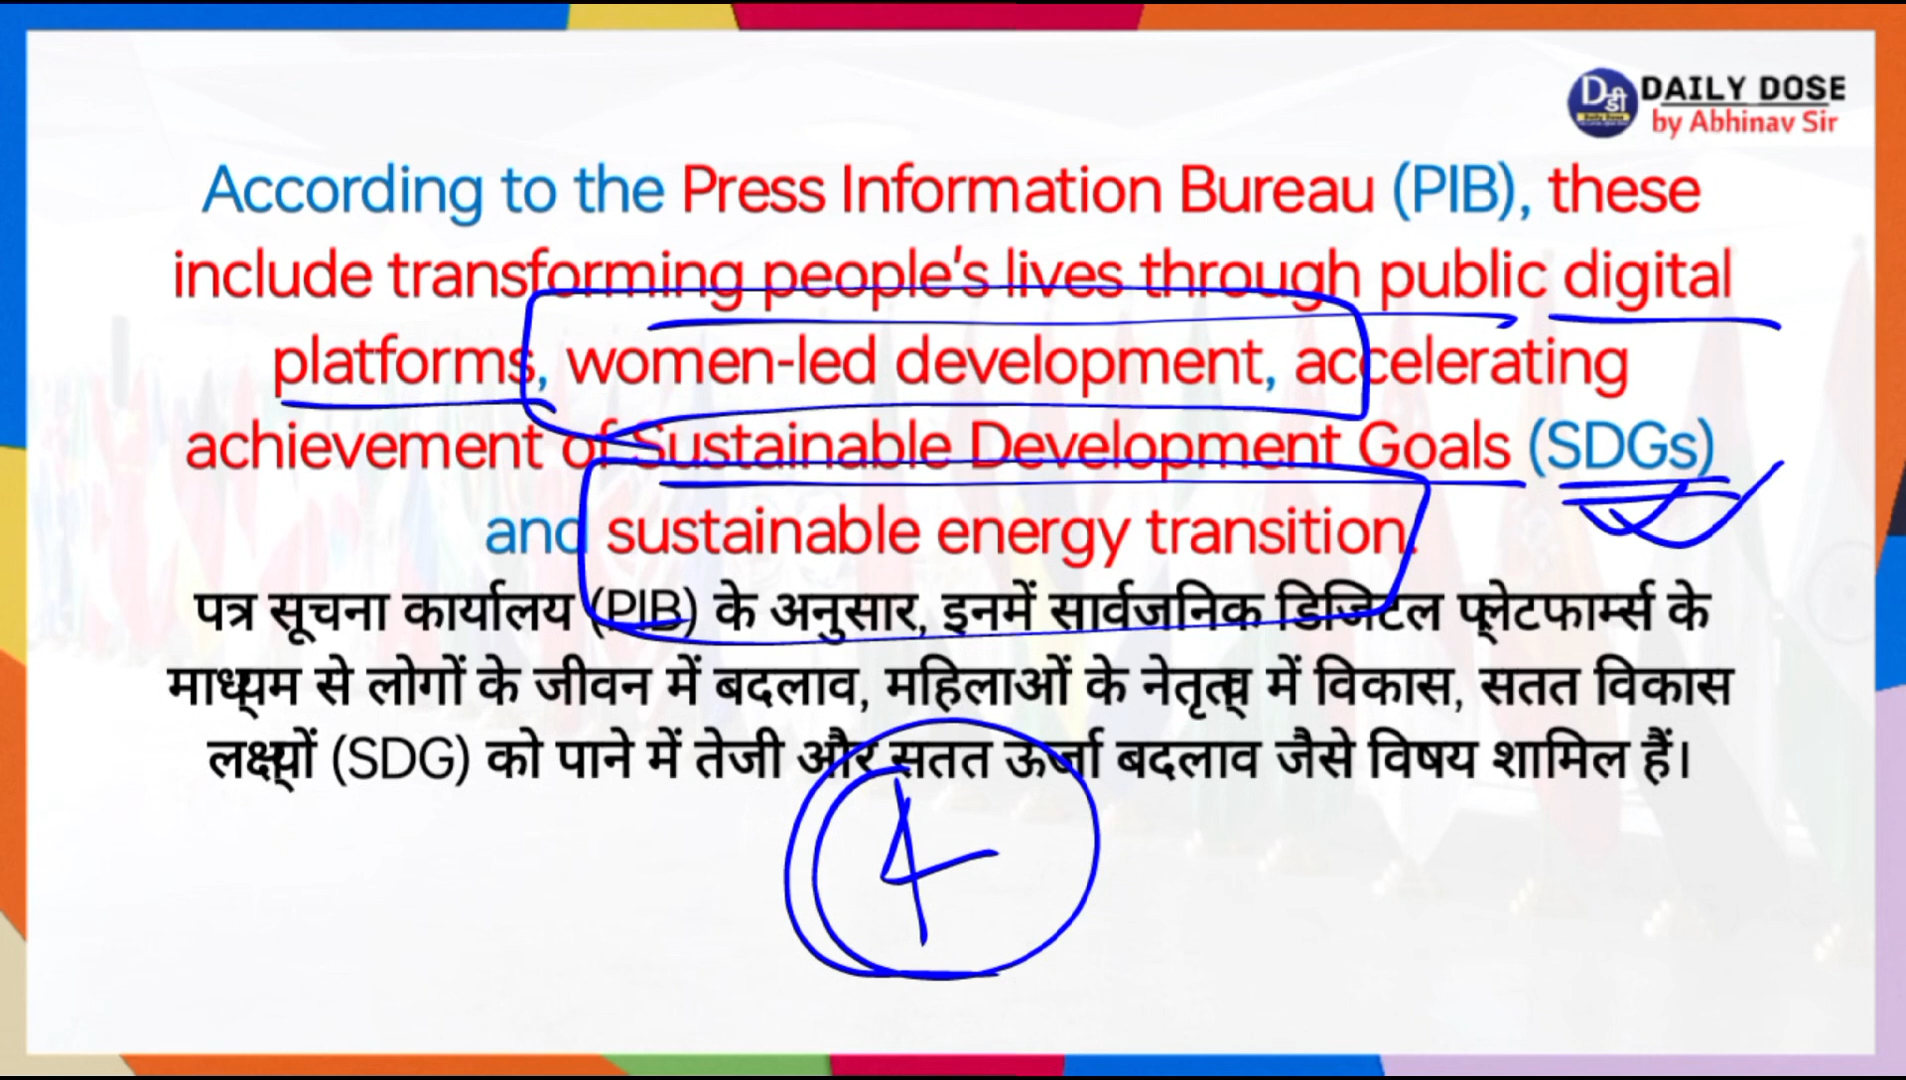 DAILY DOSE
by Abhinav Sir
According to the Press Information Bureau (PIB), these
include transforming people's lives through public digital
platforms, women-led development, accelerating
achievement of Sustainable Development Goals (SDGs)
and sustainable energy transition.
पत्र सूचना कार्यालय (PIB) के अनुसार, इनमें सार्वजनिक डिजिटल प्लेटफार्म्स के
माध्यम से लोगों के जीवन में बदलाव, महिलाओं के नेतृत्व में विकास, सतत विकास
लक्ष्यों (SDG) को पाने में तेजी और सतत ऊर्जा बदलाव जैसे विषय शामिल हैं।
4